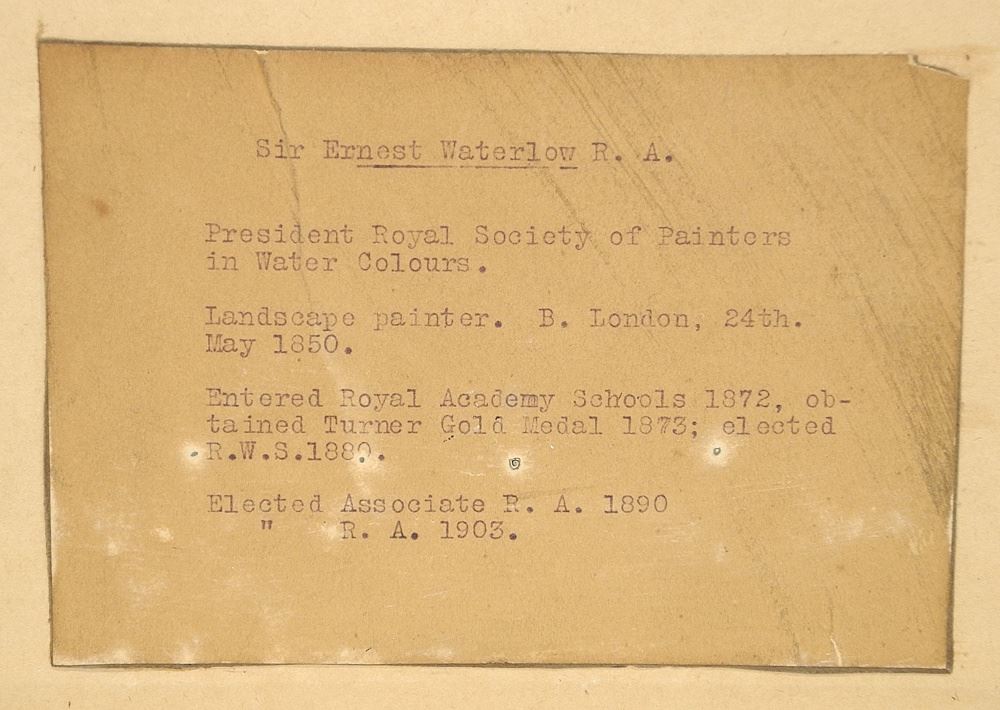 Sir Ernest Waterlow R. A.
President Royal Society of Painters
in Water Colours.
Landscape painter. B. London, 24th.
May 1850.
Entered Royal Academy Schools 1872, ob-
tained Turner Gold Medal 1873; elected
R.W.S.1880.
Elected Associate R. A. 1890
" R. A. 1903.